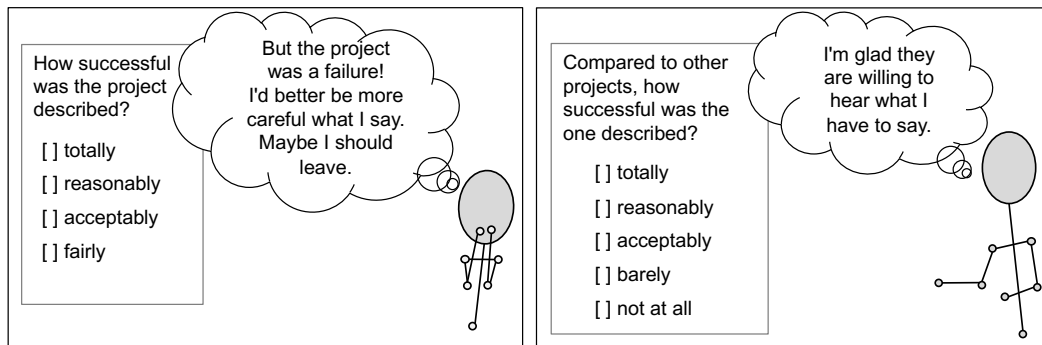 How successful
was the project
described?
[ ] totally
[ ] reasonably
[ ] acceptably
[ ] fairly
But the project
was a failure!
I'd better be more
careful what I say.
Maybe I should
leave.
Compared to other
projects, how
successful was the
one described?
[ ] totally
[ ] reasonably
[ ] acceptably
[ ] barely
[ ] not at all
I'm glad they
are willing to
hear what I
have to say.